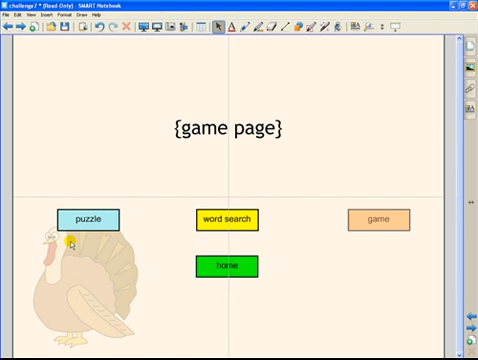 challenge7 * (Read-Only) - SMART Notebook
File Edit View Insert Format Draw Help
{game page}
puzzle word search game
home